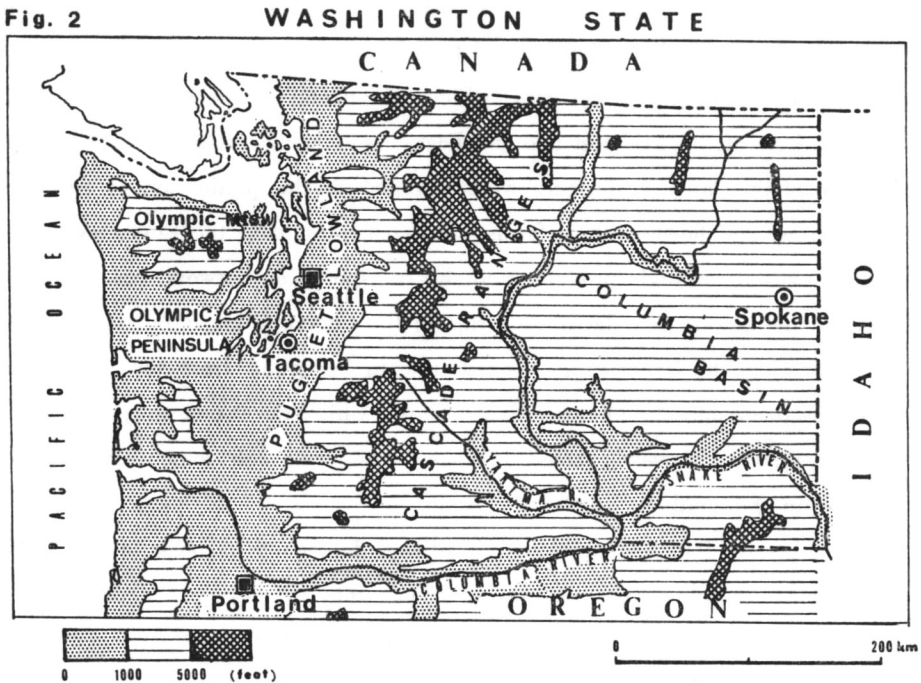 Fig. 2
WASHINGTON STATE
CANADA
PACIFIC OCEAN
Olympic Mtns
PUGET LOWLAND
Seattle
OLYMPIC
PENINSULA
Tacoma
CASCADE RANGES
COLUMBIA
BASIN
Spokane
IDAHO
YAKIMA R.
SNAKE RIVER
COLUMBIA RIVER
Portland
OREGON
0 1000 5000 (feet)
0 200 km